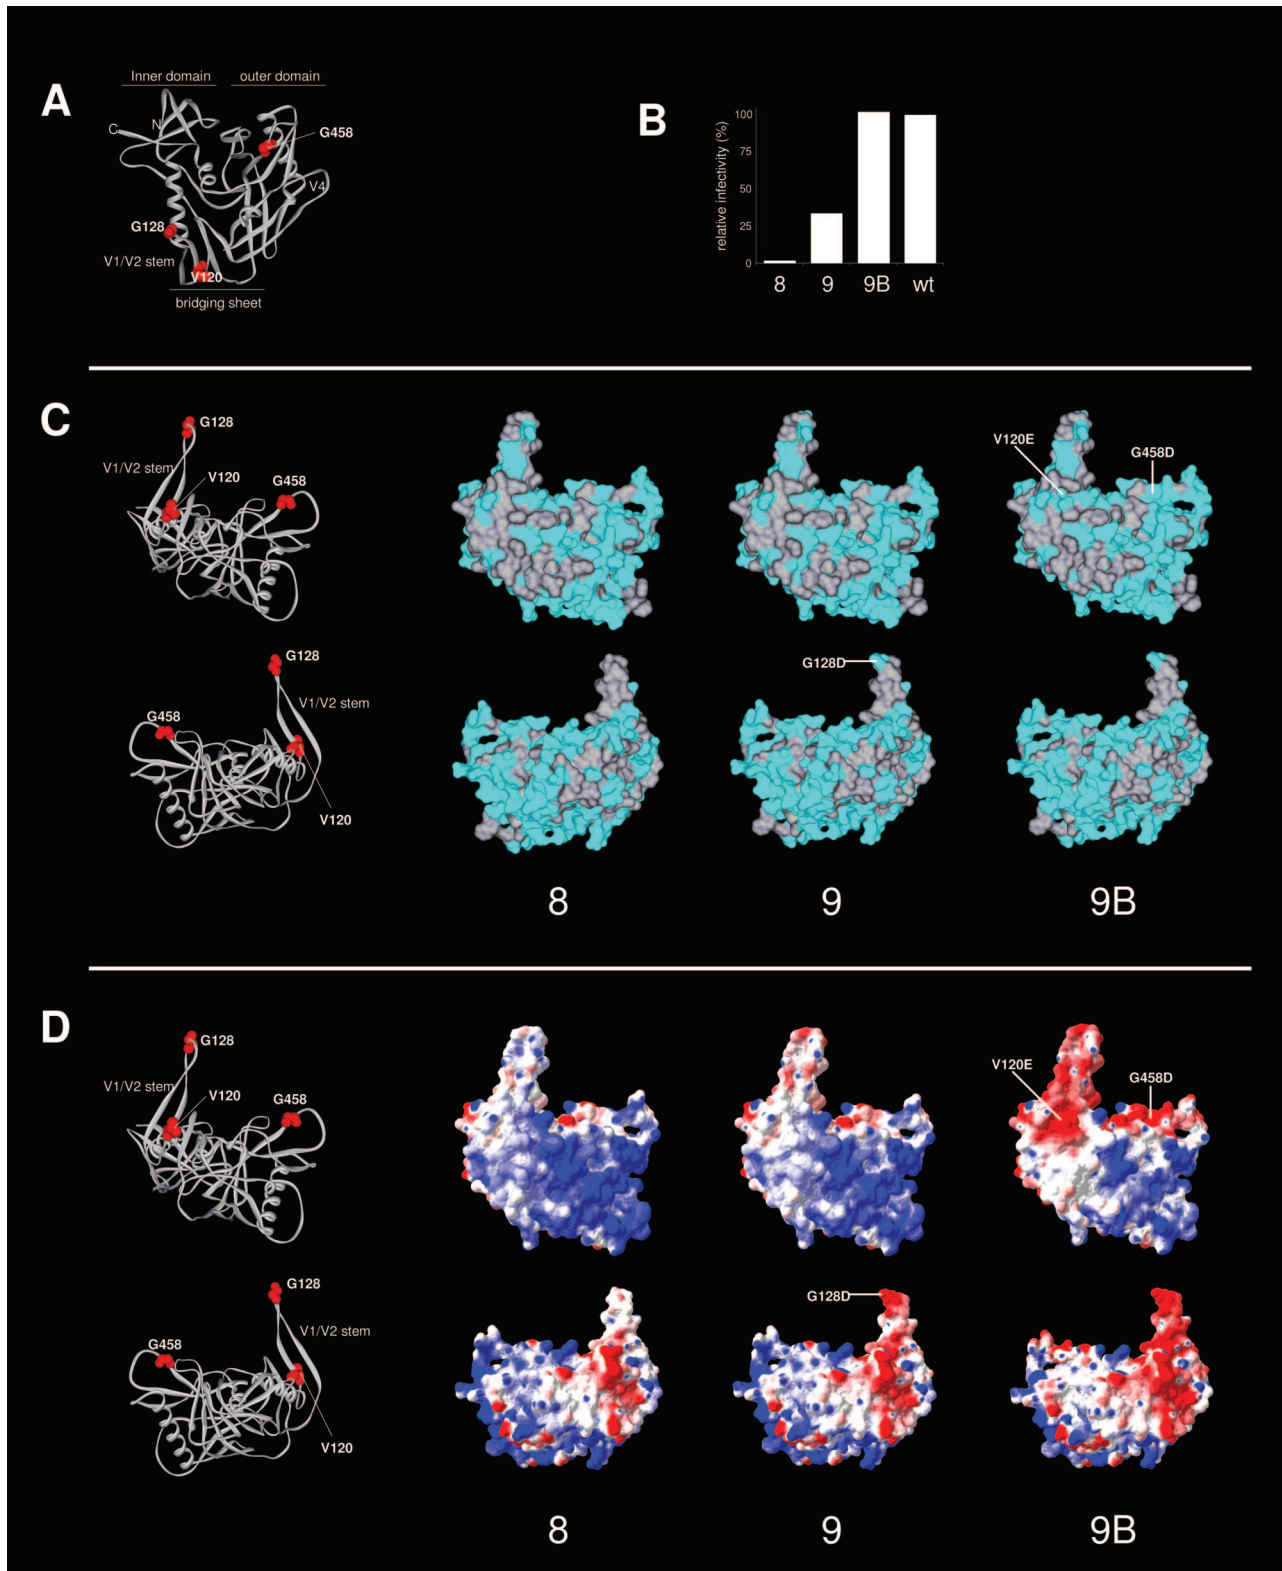 A
Inner domain
outer domain
C
N
G458
V4
G128
V1/V2 stem
V120
bridging sheet
B
relative infectivity (%)
100
75
50
25
0
8
9
9B
wt
C
G128
V1/V2 stem
V120
G458
V120E
G458D
G128
V1/V2 stem
G458
V120
G128D
8
9
9B
D
G128
V1/V2 stem
V120
G458
V120E
G458D
G128
V1/V2 stem
G458
V120
G128D
8
9
9B